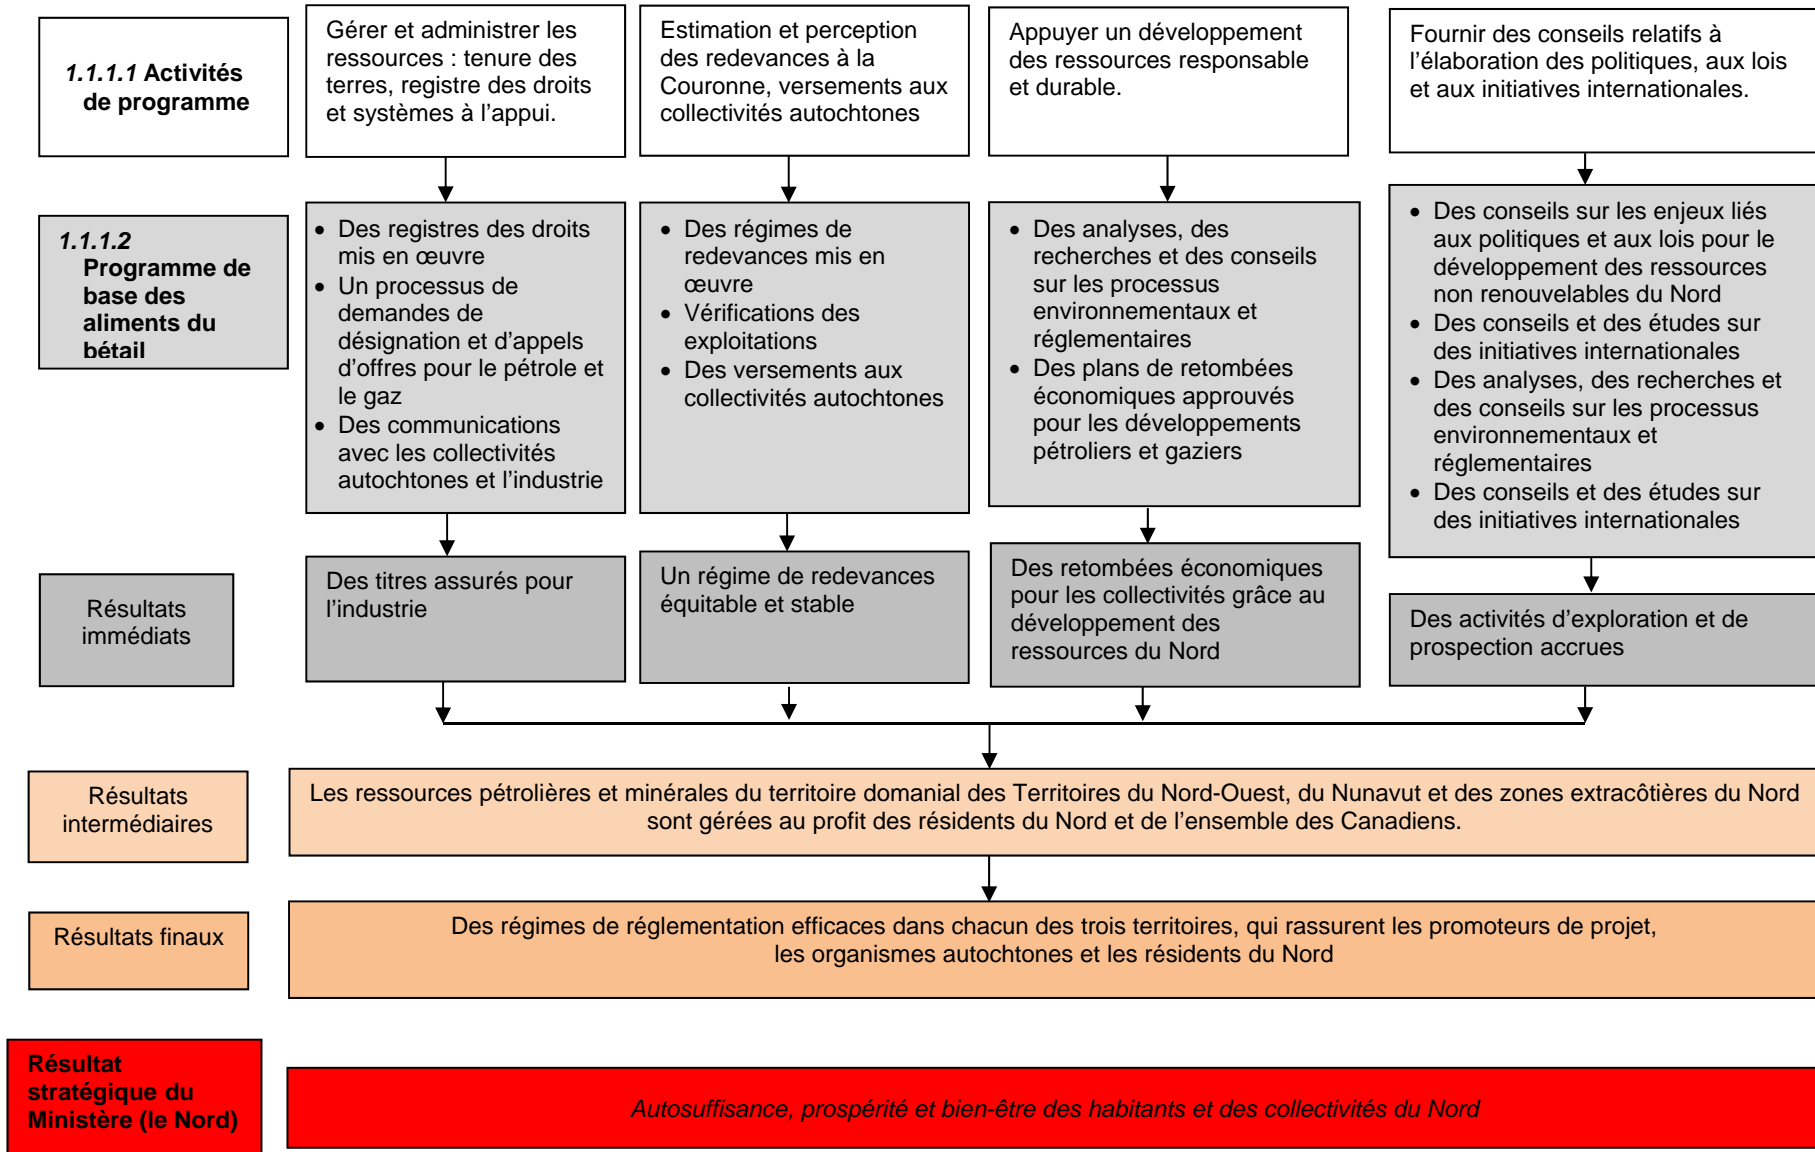 1.1.1.1 Activités
de programme
Gérer et administrer les
ressources : tenure des
terres, registre des droits
et systèmes à l’appui.
Estimation et perception
des redevances à la
Couronne, versements aux
collectivités autochtones
Appuyer un développement
des ressources responsable
et durable.
Fournir des conseils relatifs à
l’élaboration des politiques, aux lois
et aux initiatives internationales.
1.1.1.2
Programme de
base des
aliments du
bétail
• Des registres des droits
mis en œuvre
• Un processus de
demandes de
désignation et d’appels
d’offres pour le pétrole et
le gaz
• Des communications
avec les collectivités
autochtones et l’industrie
• Des régimes de
redevances mis en
œuvre
• Vérifications des
exploitations
• Des versements aux
collectivités autochtones
• Des analyses, des
recherches et des conseils
sur les processus
environnementaux et
réglementaires
• Des plans de retombées
économiques approuvés
pour les développements
pétroliers et gaziers
• Des conseils sur les enjeux liés
aux politiques et aux lois pour le
développement des ressources
non renouvelables du Nord
• Des conseils et des études sur
des initiatives internationales
• Des analyses, des recherches et
des conseils sur les processus
environnementaux et
réglementaires
• Des conseils et des études sur
des initiatives internationales
Résultats
immédiats
Des titres assurés pour
l’industrie
Un régime de redevances
équitable et stable
Des retombées économiques
pour les collectivités grâce au
développement des
ressources du Nord
Des activités d’exploration et de
prospection accrues
Résultats
intermédiaires
Les ressources pétrolières et minérales du territoire domanial des Territoires du Nord-Ouest, du Nunavut et des zones extracôtières du Nord
sont gérées au profit des résidents du Nord et de l’ensemble des Canadiens.
Résultats finaux
Des régimes de réglementation efficaces dans chacun des trois territoires, qui rassurent les promoteurs de projet,
les organismes autochtones et les résidents du Nord
Résultat
stratégique du
Ministère (le Nord)
Autosuffisance, prospérité et bien-être des habitants et des collectivités du Nord